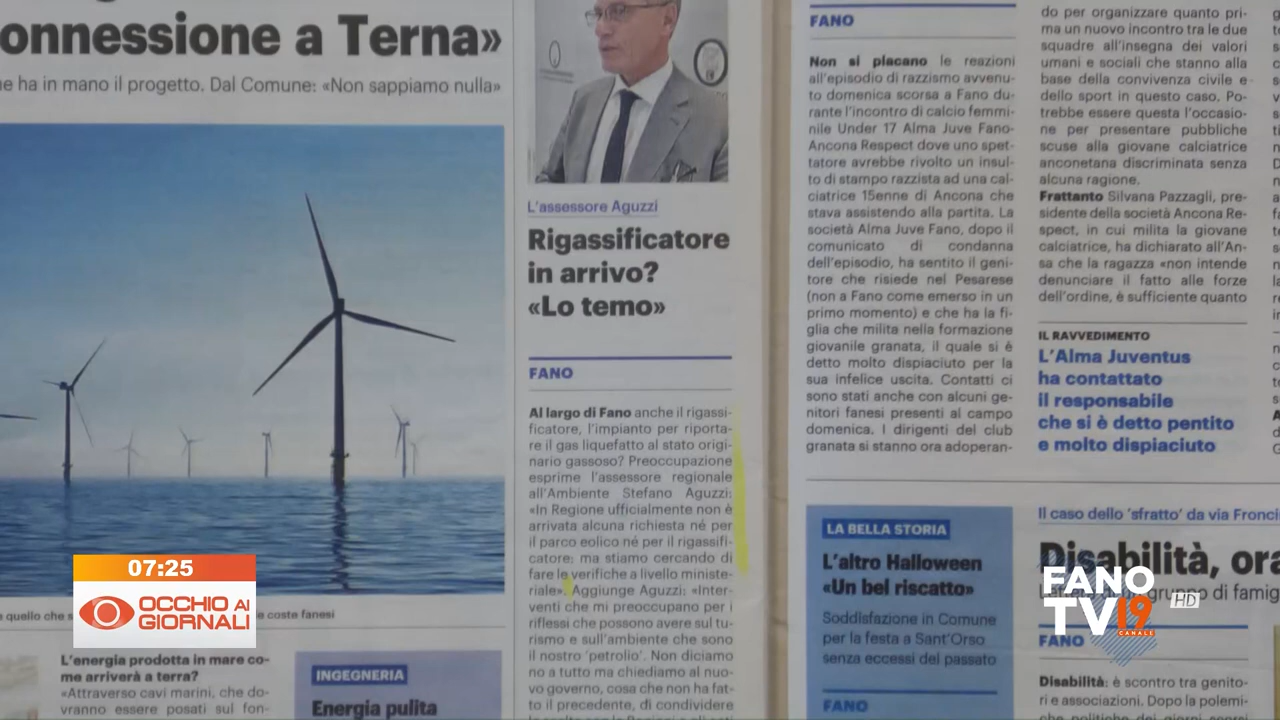 onnessione a Terna»
ne ha in mano il progetto. Dal Comune: «Non sappiamo nulla»
e quello che s
le coste fanesi
L'energia prodotta in mare co-
me arriverà a terra?
«Attraverso cavi marini, che do-
vranno essere posati sul fon-
INGEGNERIA
Energia pulita
L'assessore Aguzzi
Rigassificatore
in arrivo?
«Lo temo»
FANO
Al largo di Fano anche il rigassi-
ficatore, l'impianto per riporta-
re il gas liquefatto al stato origi-
nario gassoso? Preoccupazione
esprime l'assessore regionale
all'Ambiente Stefano Aguzzi:
«In Regione ufficialmente non è
arrivata alcuna richiesta né per
il parco eolico né per il rigassifi-
catore: ma stiamo cercando di
fare le verifiche a livello ministe-
riale». Aggiunge Aguzzi: «Inter-
venti che mi preoccupano per i
riflessi che possono avere sul tu-
rismo e sull'ambiente che sono
il nostro 'petrolio'. Non diciamo
no a tutto ma chiediamo al nuo-
vo governo, cosa che non ha fat-
to il precedente, di condividere
FANO
Non si placano le reazioni
all'episodio di razzismo avvenu-
to domenica scorsa a Fano du-
rante l'incontro di calcio femmi-
nile Under 17 Alma Juve Fano-
Ancona Respect dove uno spet-
tatore avrebbe rivolto un insul-
to di stampo razzista ad una cal-
ciatrice 15enne di Ancona che
stava assistendo alla partita. La
società Alma Juve Fano, dopo il
comunicato di condanna
dell'episodio, ha sentito il geni-
tore che risiede nel Pesarese
(non a Fano come emerso in un
primo momento) e che ha la fi-
glia che milita nella formazione
giovanile granata, il quale si è
detto molto dispiaciuto per la
sua infelice uscita. Contatti ci
sono stati anche con alcuni ge-
nitori fanesi presenti al campo
domenica. I dirigenti del club
granata si stanno ora adoperan-
do per organizzare quanto pri-
ma un nuovo incontro tra le due
squadre all'insegna dei valori
umani e sociali che stanno alla
base della convivenza civile e
dello sport in questo caso. Po-
trebbe essere questa l'occasio-
ne per presentare pubbliche
scuse alla giovane calciatrice
anconetana discriminata senza
alcuna ragione.
Frattanto Silvana Pazzagli, pre-
sidente della società Ancona Re-
spect, in cui milita la giovane
calciatrice, ha dichiarato all'An-
sa che la ragazza «non intende
denunciare il fatto alle forze
dell'ordine, è sufficiente quanto
IL RAVVEDIMENTO
L'Alma Juventus
ha contattato
il responsabile
che si è detto pentito
e molto dispiaciuto
LA BELLA STORIA
L'altro Halloween
«Un bel riscatto»
Soddisfazione in Comune
per la festa a Sant'Orso
senza eccessi del passato
FANO
Il caso dello 'sfratto' da via Fronci
Disabilità, ora
gruppo di famig
FANO
Disabilità: è scontro tra genito-
ri e associazioni. Dopo la polemi-
07:25
OCCHIO AI
GIORNALI
FANO
TV 19
CANALE
HD